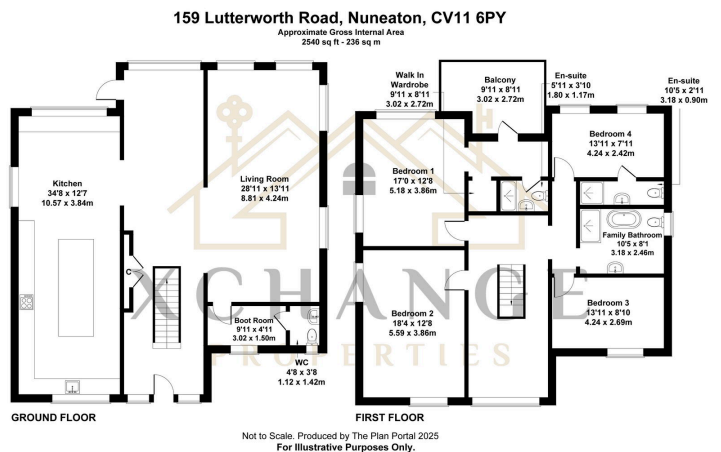 159 Lutterworth Road, Nuneaton, CV11 6PY
Approximate Gross Internal Area
2540 sq ft - 236 sq m
Kitchen
34'8 x 12'7
10.57 x 3.84m
Living Room
28'11 x 13'11
8.81 x 4.24m
C
Boot Room
9'11 x 4'11
3.02 x 1.50m
WC
4'8 x 3'8
1.12 x 1.42m
GROUND FLOOR
Walk In
Wardrobe
9'11 x 8'11
3.02 x 2.72m
Balcony
9'11 x 8'11
3.02 x 2.72m
En-suite
5'11 x 3'10
1.80 x 1.17m
En-suite
10'5 x 2'11
3.18 x 0.90m
Bedroom 4
13'11 x 7'11
4.24 x 2.42m
Bedroom 1
17'0 x 12'8
5.18 x 3.86m
Family Bathroom
10'5 x 8'1
3.18 x 2.46m
Bedroom 2
18'4 x 12'8
5.59 x 3.86m
Bedroom 3
13'11 x 8'10
4.24 x 2.69m
FIRST FLOOR
XCHANGE
PROPERTIES
Not to Scale. Produced by The Plan Portal 2025
For Illustrative Purposes Only.